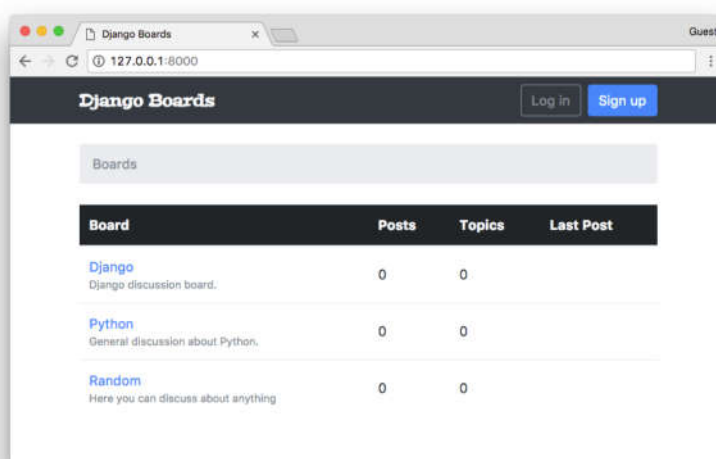 Django Boards
Guest
127.0.0.1:8000
Django Boards
Log in
Sign up
Boards
Board Posts Topics Last Post
Django 0 0
Django discussion board.
Python 0 0
General discussion about Python.
Random 0 0
Here you can discuss about anything